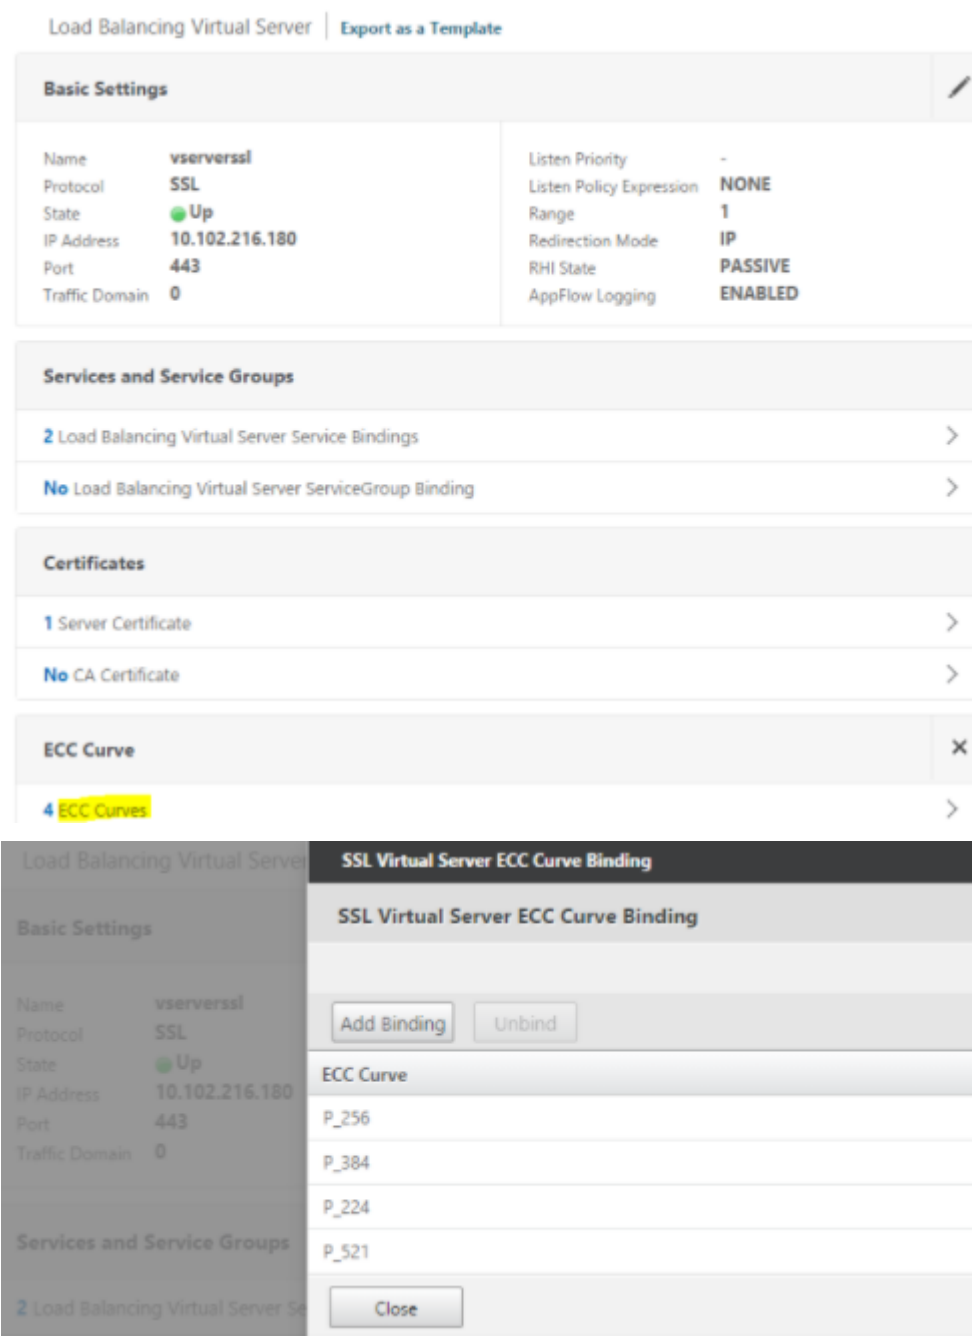 Load Balancing Virtual Server | Export as a Template
Basic Settings
Name vserverssl
Protocol SSL
State Up
IP Address 10.102.216.180
Port 443
Traffic Domain 0
Listen Priority -
Listen Policy Expression NONE
Range 1
Redirection Mode IP
RHI State PASSIVE
AppFlow Logging ENABLED
Services and Service Groups
2 Load Balancing Virtual Server Service Bindings
No Load Balancing Virtual Server ServiceGroup Binding
Certificates
1 Server Certificate
No CA Certificate
ECC Curve
4 ECC Curves
Load Balancing Virtual Server
Basic Settings
Name vserverssl
Protocol SSL
State Up
IP Address 10.102.216.180
Port 443
Traffic Domain 0
Services and Service Groups
2 Load Balancing Virtual Server Se
SSL Virtual Server ECC Curve Binding
SSL Virtual Server ECC Curve Binding
Add Binding Unbind
ECC Curve
P_256
P_384
P_224
P_521
Close